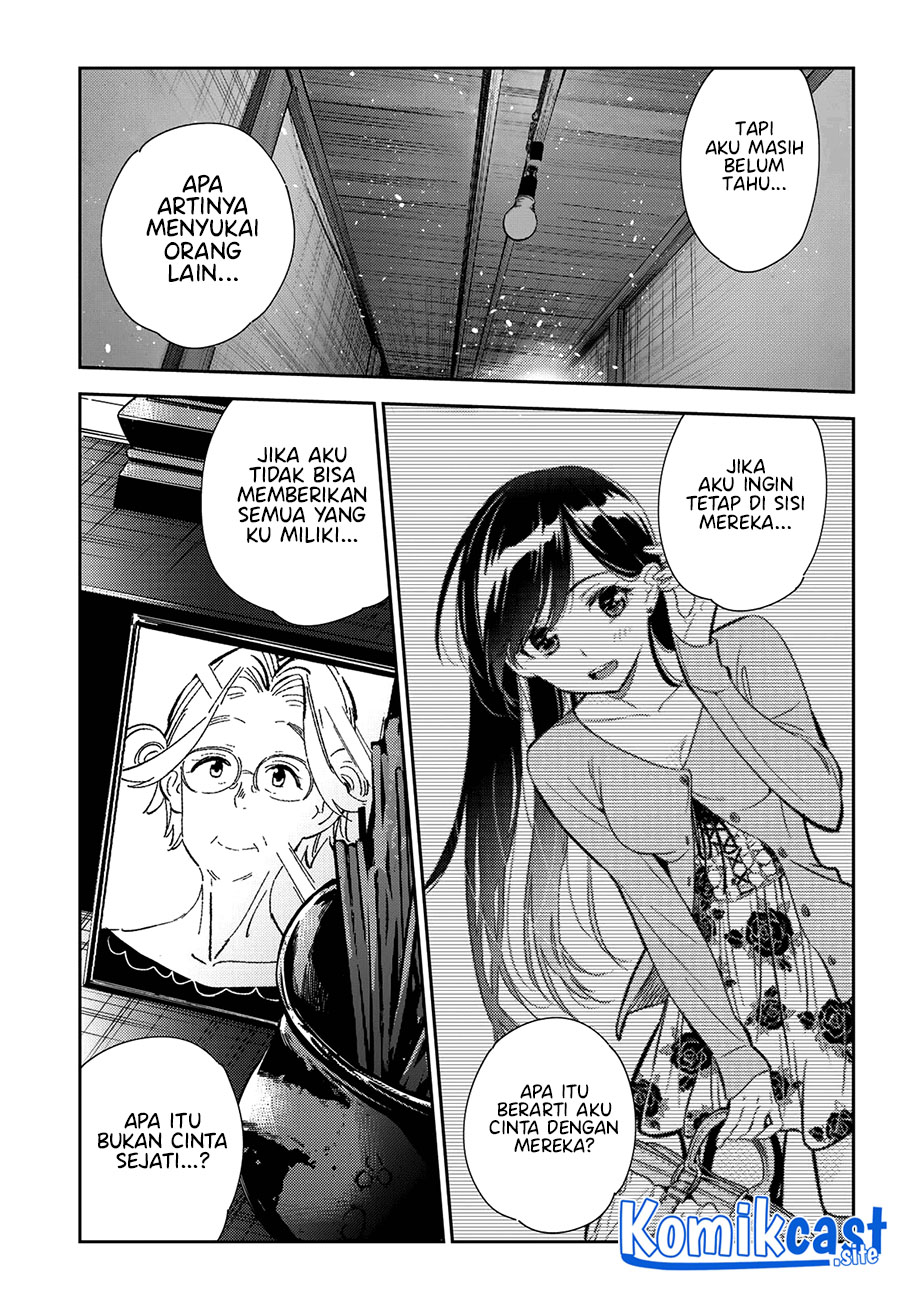 TAPI
AKU MASIH
BELUM
TAHU...
APA
ARTINYA
MENYUKAI
ORANG
LAIN...
JIKA
AKU INGIN
TETAP DI SISI
MEREKA...
APA ITU
BERARTI AKU
CINTA DENGAN
MEREKA?
JIKA AKU
TIDAK BISA
MEMBERIKAN
SEMUA YANG
KU MILIKI...
APA ITU
BUKAN CINTA
SEJATI...?
Komikcast
.site